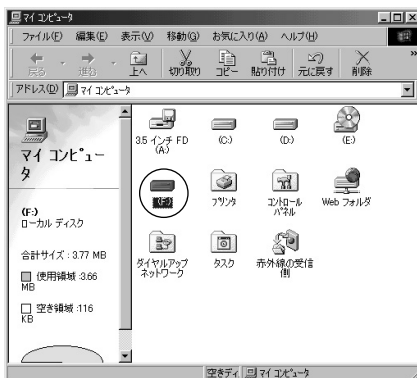 マイ コンピュータ
ファイル(F) 編集(E) 表示(V) 移動(G) お気に入り(A) ヘルプ(H)
戻る 進む 上へ 切り取り コピー 貼り付け 元に戻す 削除 »
アドレス(D) マイ コンピュータ
マイ コンピュー
タ
(F:)
ローカル ディスク
合計サイズ : 3.77 MB
使用領域 :3.66
MB
空き領域 :116
KB
3.5 インチ FD
(A:)
(C:)
(D:)
(E:)
(F:)
プリンタ
コントロール
パネル
Web フォルダ
ダイヤルアップ
ネットワーク
タスク
赤外線の受信
側
空きディ マイ コンピュータ